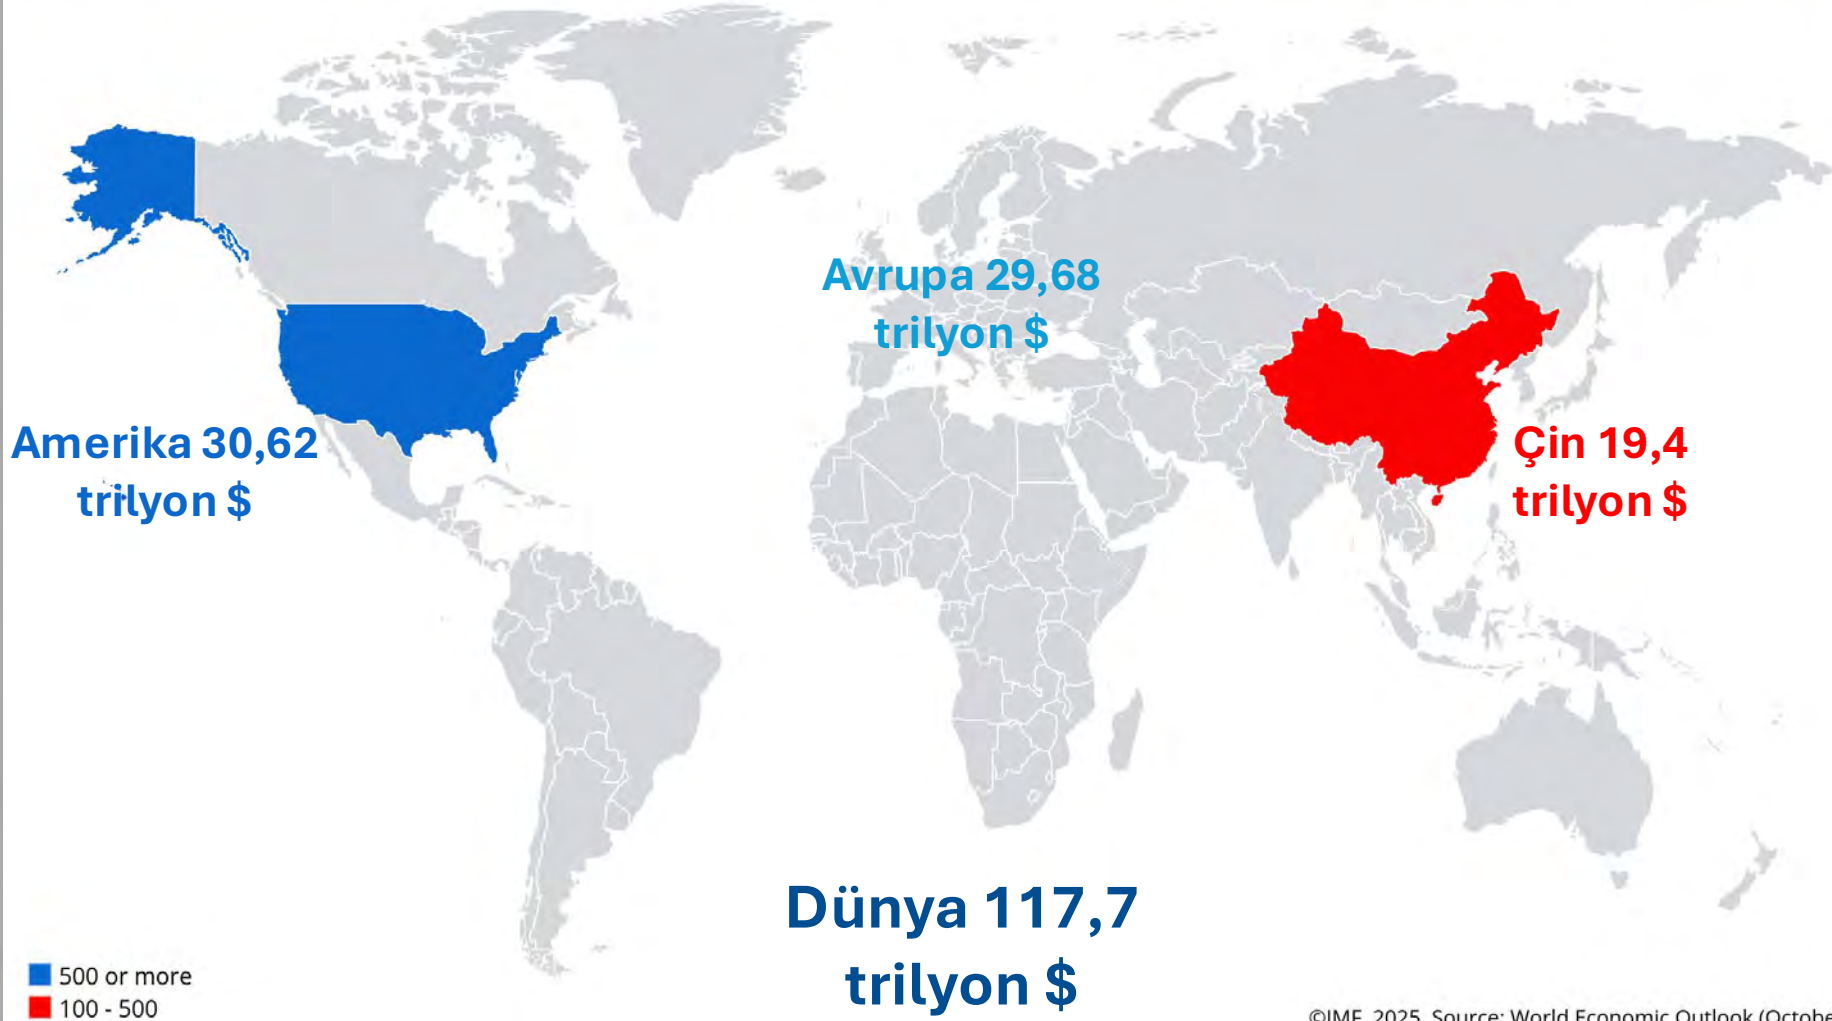 Avrupa 29,68
trilyon $
Amerika 30,62
trilyon $
Çin 19,4
trilyon $
Dünya 117,7
trilyon $
500 or more
100 - 500
©IMF, 2025, Source: World Economic Outlook (Octobe